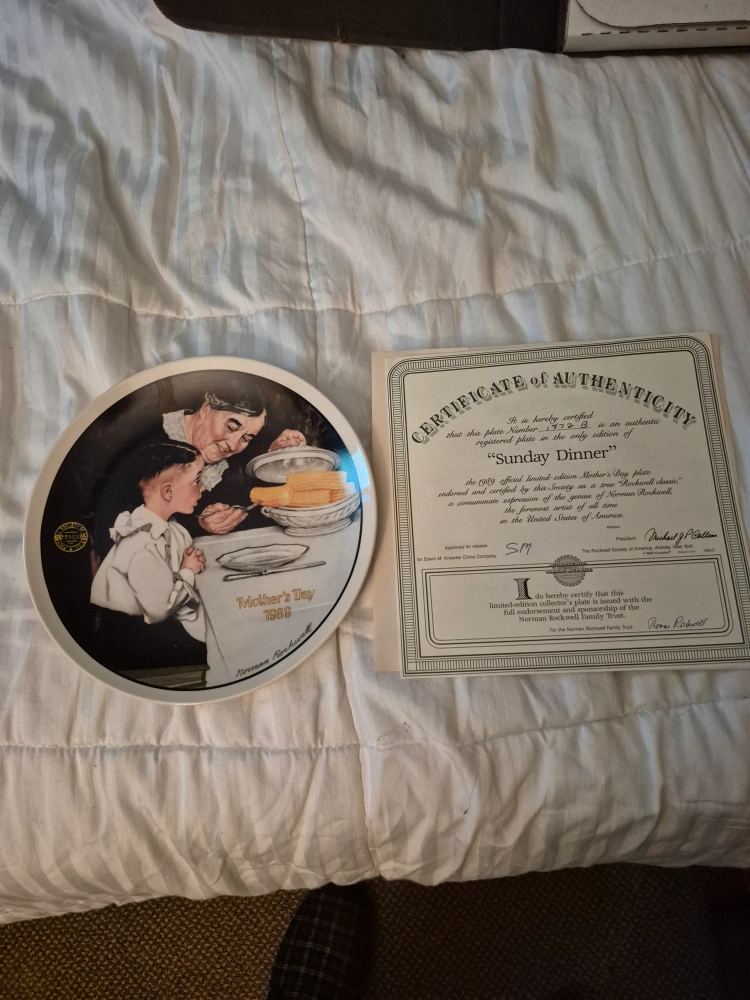 Mother's Day
1989
Norman Rockwell
CERTIFICATE of AUTHENTICITY
It is hereby certified
that this plate Number 1872 B is an authentic
registered plate in the only edition of
"Sunday Dinner"
the 1989 official limited-edition Mother's Day plate
endorsed and certified by this Society as a true "Rockwell classic,"
a consummate expression of the genius of Norman Rockwell,
the foremost artist of all time
in the United States of America.
Approved for release
for Edwin M. Knowles China Company
SM
President
The Rockwell Society of America, Ardsley, New York
I do hereby certify that this
limited-edition collector's plate is issued with the
full endorsement and sponsorship of the
Norman Rockwell Family Trust.
For the Norman Rockwell Family Trust